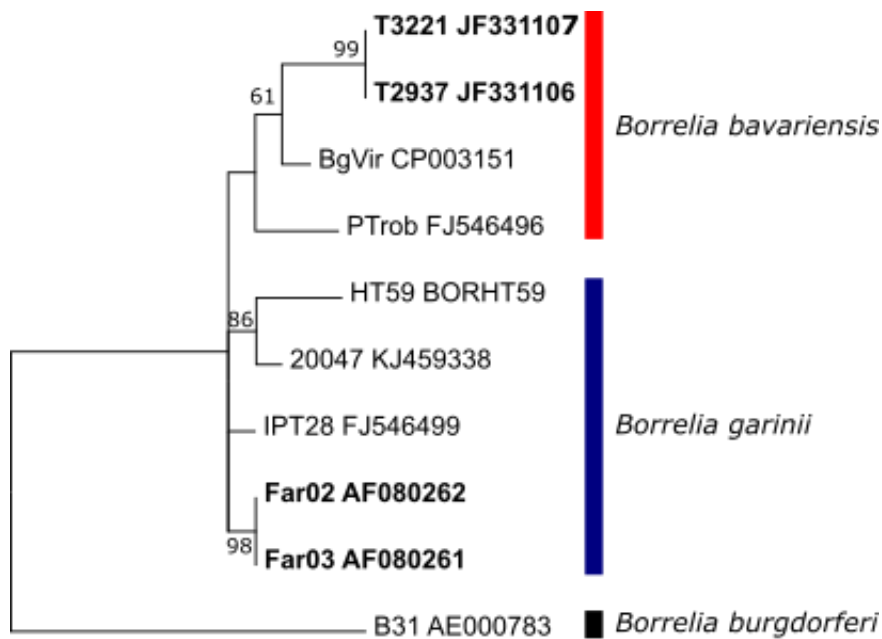 T3221 JF331107
99
T2937 JF331106
61
Borrelia bavariensis
BgVir CP003151
PTrob FJ546496
HT59 BORHT59
86
20047 KJ459338
IPT28 FJ546499
Borrelia garinii
Far02 AF080262
98
Far03 AF080261
B31 AE000783
Borrelia burgdorferi